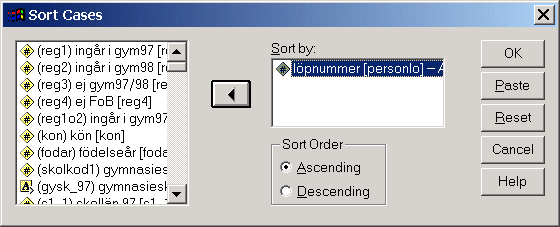 Sort Cases
(reg1) ingår i gym97 [re
(reg2) ingår i gym98 [re
(reg3) ej gym97/98 [re
(reg4) ej FoB [reg4]
(reg1o2) ingår i gym97
(kon) kön [kon]
(fodar) födelseår [foda
(skolkod1) gymnasies
(gysk_97) gymnasiesk
(s1_1) skollän 97 [s1_1
Sort by:
löpnummer [personlo] – A
Sort Order
Ascending
Descending
OK
Paste
Reset
Cancel
Help